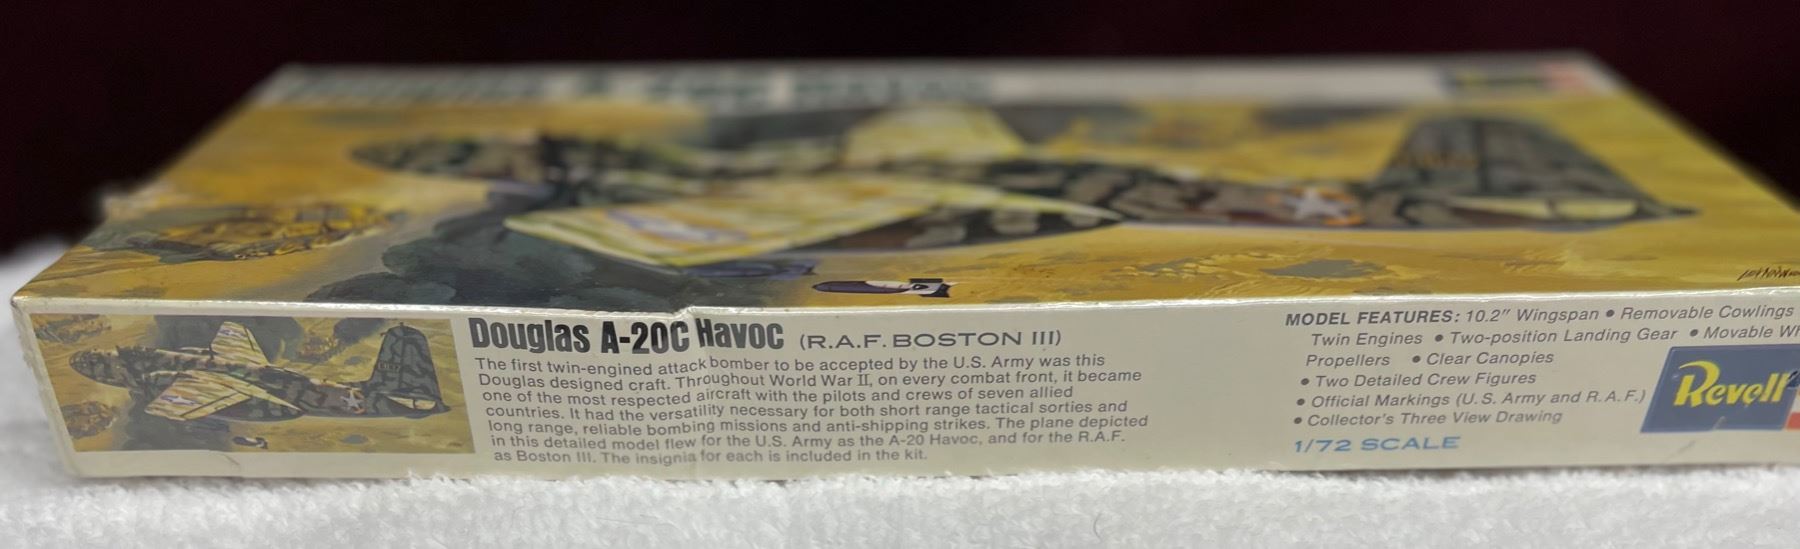 Douglas A-20C Havoc (R.A.F. BOSTON III)
The first twin-engined attack bomber to be accepted by the U.S. Army was this
Douglas designed craft. Throughout World War II, on every combat front, it became
one of the most respected aircraft with the pilots and crews of seven allied
countries. It had the versatility necessary for both short range tactical sorties and
long range, reliable bombing missions and anti-shipping strikes. The plane depicted
in this detailed model flew for the U.S. Army as the A-20 Havoc, and for the R.A.F.
as Boston III. The insignia for each is included in the kit.
MODEL FEATURES: 10.2" Wingspan • Removable Cowlings
Twin Engines • Two-position Landing Gear • Movable
Propellers • Clear Canopies
• Two Detailed Crew Figures
• Official Markings (U.S. Army and R.A.F.)
• Collector's Three View Drawing
1/72 SCALE
Revell